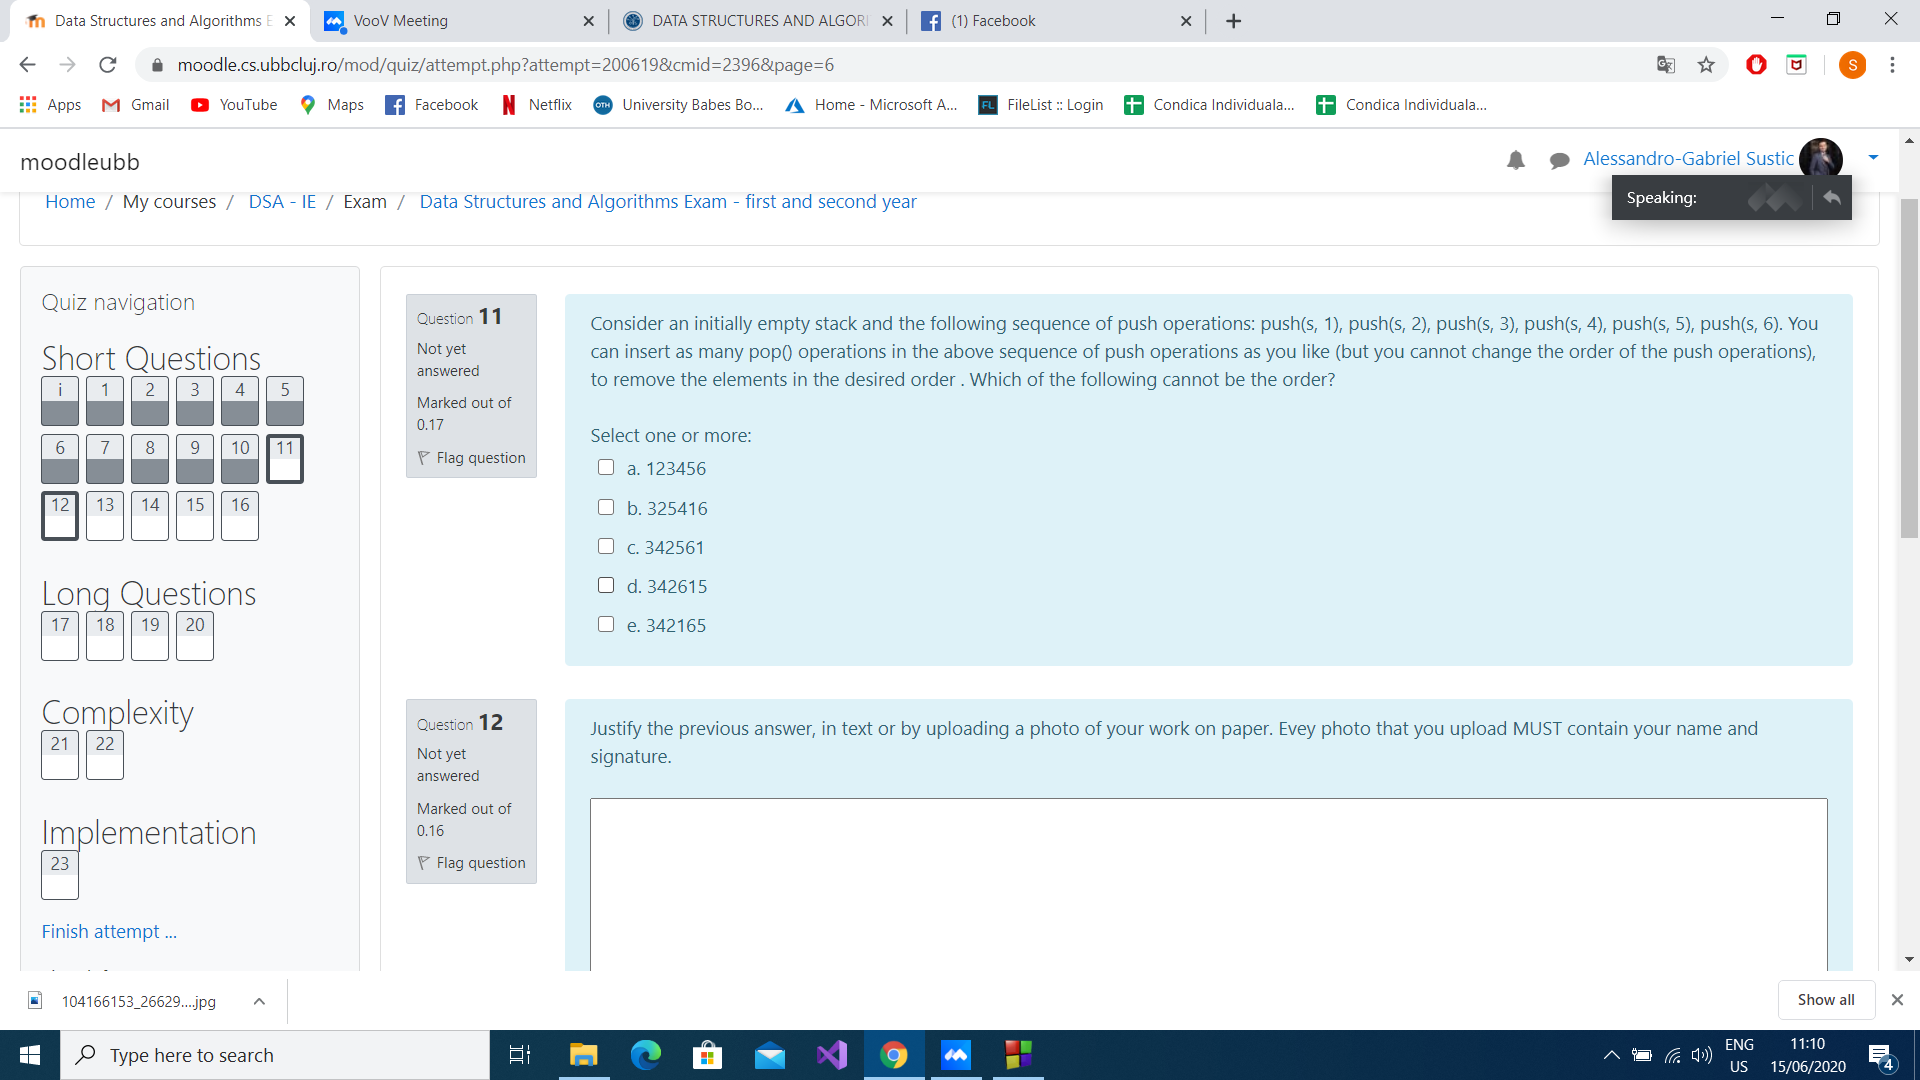 Data Structures and Algorithms E
VooV Meeting
DATA STRUCTURES AND ALGOR
(1) Facebook
moodle.cs.ubbcluj.ro/mod/quiz/attempt.php?attempt=200619&cmid=2396&page=6
S
Apps
Gmail
YouTube
Maps
Facebook
Netflix
OTH
University Babes Bo...
Home - Microsoft A...
FL
FileList :: Login
Condica Individuala...
Condica Individuala...
moodleubb
Alessandro-Gabriel Sustic
Speaking:
Home / My courses / DSA - IE / Exam / Data Structures and Algorithms Exam - first and second year
Quiz navigation
Short Questions
i 1 2 3 4 5
6 7 8 9 10 11
12 13 14 15 16
Long Questions
17 18 19 20
Complexity
21 22
Implementation
23
Finish attempt ...
Question 11
Not yet
answered
Marked out of
0.17
Flag question
Consider an initially empty stack and the following sequence of push operations: push(s, 1), push(s, 2), push(s, 3), push(s, 4), push(s, 5), push(s, 6). You
can insert as many pop() operations in the above sequence of push operations as you like (but you cannot change the order of the push operations),
to remove the elements in the desired order . Which of the following cannot be the order?
Select one or more:
a. 123456
b. 325416
c. 342561
d. 342615
e. 342165
Question 12
Not yet
answered
Marked out of
0.16
Flag question
Justify the previous answer, in text or by uploading a photo of your work on paper. Evey photo that you upload MUST contain your name and
signature.
104166153_26629....jpg
Show all
Type here to search
ENG
US
11:10
15/06/2020
4